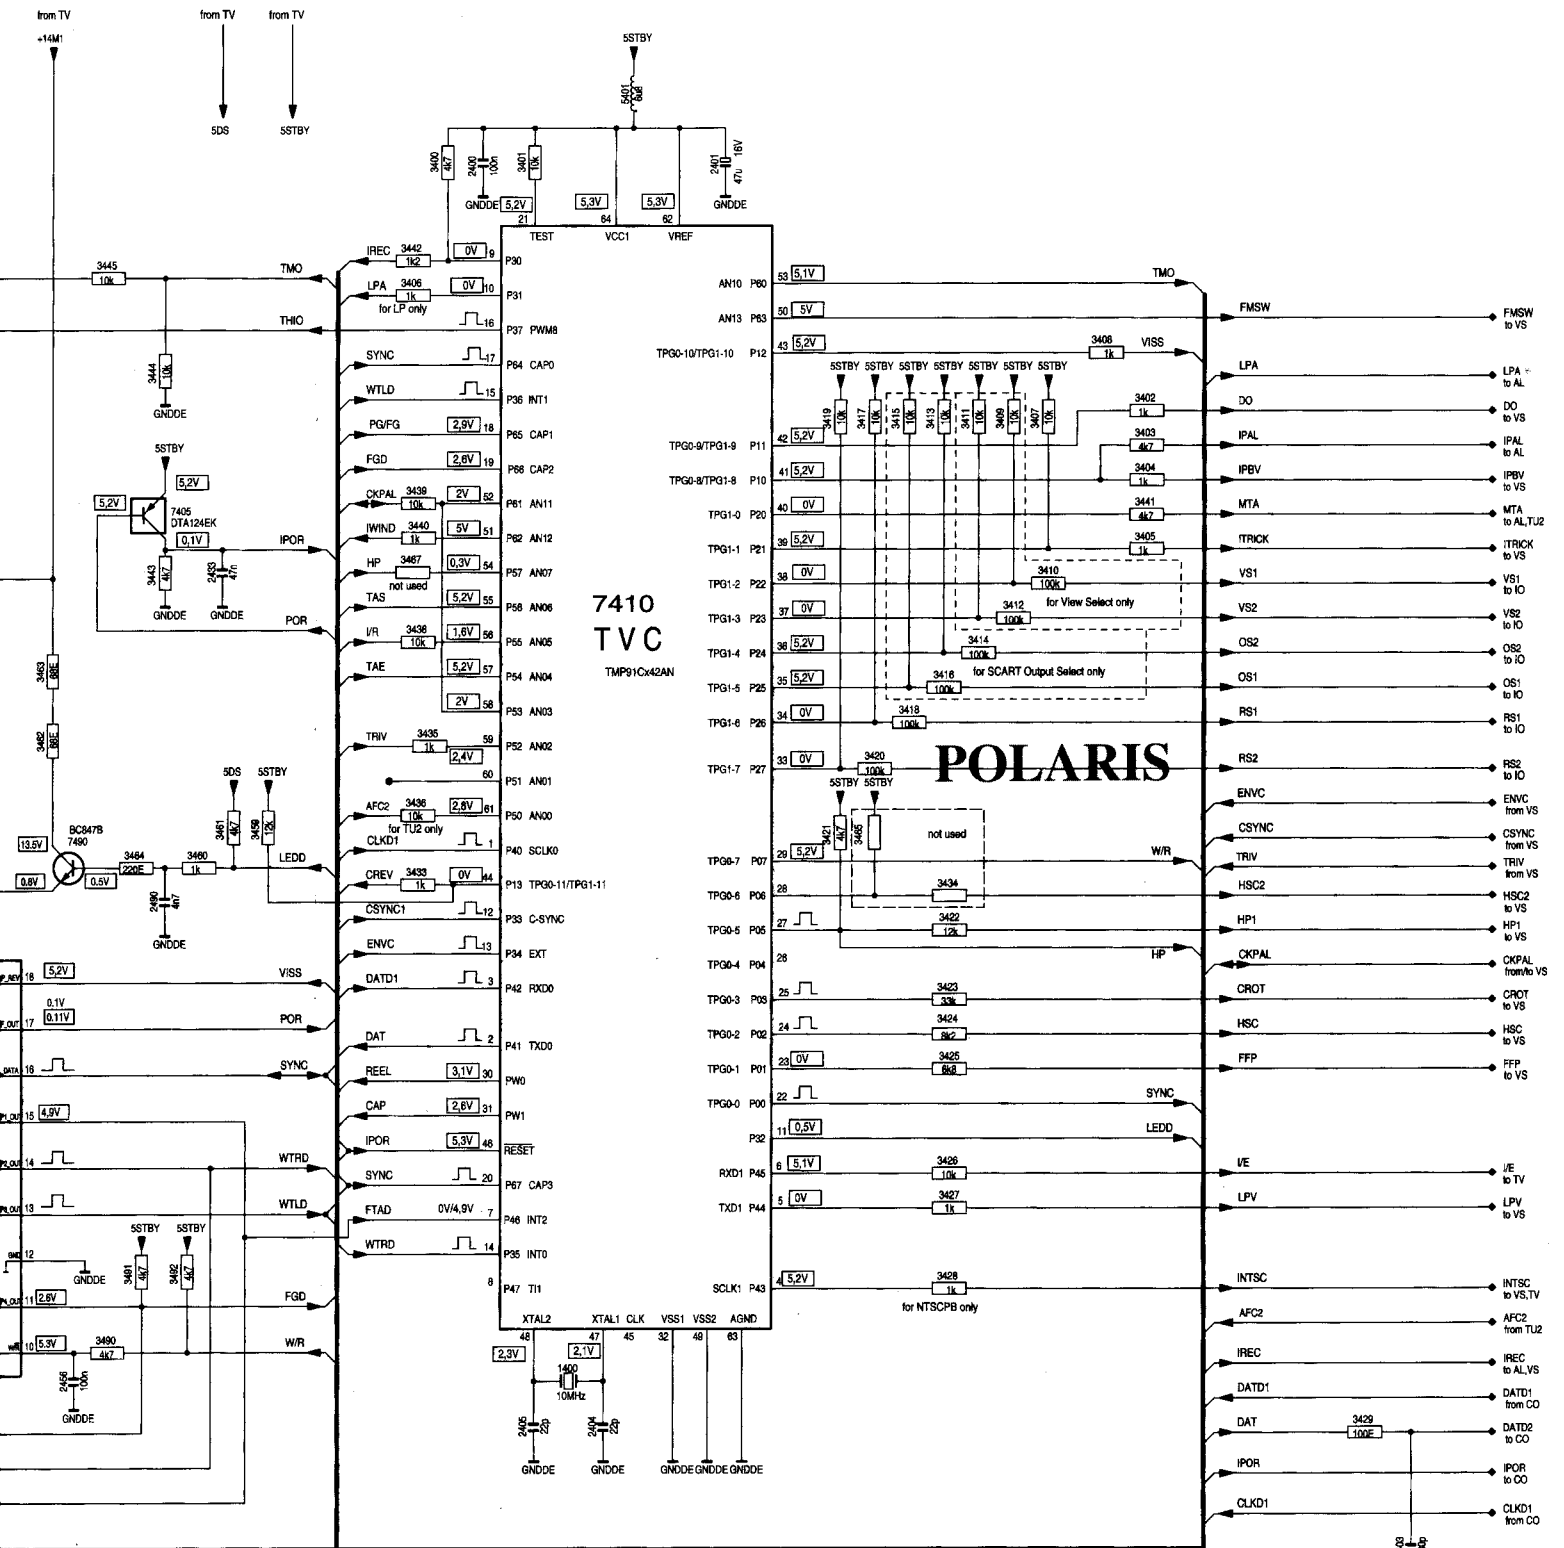 from TV
from TV
from TV
+14M1
5DS
5STBY
5STBY
5401
6u8
3400
4k7
2400
100n
3401
10k
2401
47u
16V
GNDDE
GNDDE
5,2V
5,3V
5,3V
21
64
62
TEST
VCC1
VREF
7410
TVC
TMP91Cx42AN
POLARIS
3445
10k
TMO
THIO
3444
10k
GNDDE
5STBY
5,2V
5,2V
7405
DTA124EK
0,1V
3443
4k7
2433
47n
GNDDE
GNDDE
IPOR
POR
3463
68E
3462
68E
5DS
5STBY
3461
4k7
3459
12k
BC847B
7490
13.5V
0.8V
0.5V
3464
220E
3460
1k
LEDD
2490
4n7
GNDDE
18
5,2V
VISS
0.1V
0.11V
17
POR
16
SYNC
15
4,9V
14
WTRD
13
WTLD
12
GNDDE
5STBY
5STBY
3491
4k7
3492
4k7
11
2.6V
FGD
10
5.3V
3490
4k7
W/R
2456
100n
GNDDE
IREC 3442 1k2 0V 9 P30
LPA 3406 1k 0V 10 P31
for LP only
16 P37 PWM8
SYNC 17 P64 CAP0
WTLD 15 P36 INT1
PG/FG 2,9V 18 P65 CAP1
FGD 2,6V 19 P66 CAP2
CKPAL 3439 10k 2V 52 P61 AN11
IWIND 3440 1k 5V 51 P62 AN12
HP 3467 0,3V 54 P57 AN07
not used
TAS 5,2V 55 P56 AN06
I/R 3438 10k 1,6V 56 P55 AN05
TAE 5,2V 57 P54 AN04
2V 58 P53 AN03
TRIV 3435 1k 2,4V 59 P52 AN02
60 P51 AN01
AFC2 3436 10k 2,8V 61 P50 AN00
for TU2 only
CLKD1 1 P40 SCLK0
CREV 3433 1k 0V 44 P13 TPG0-11/TPG1-11
CSYNC1 12 P33 C-SYNC
ENVC 13 P34 EXT
DATD1 3 P42 RXD0
DAT 2 P41 TXD0
REEL 3,1V 30 PW0
CAP 2,6V 31 PW1
IPOR 5,3V 46 RESET
SYNC 20 P67 CAP3
FTAD 0V/4,9V 7 P46 INT2
WTRD 14 P35 INT0
8 P47 TI1
XTAL2
XTAL1
CLK
VSS1
VSS2
AGND
48
47
45
32
49
63
2,3V
2,1V
1400
10MHz
2405
22p
2404
22p
GNDDE
GNDDE
GNDDE
GNDDE
GNDDE
AN10 P60 53 5,1V TMO
AN13 P63 50 5V
TPG0-10/TPG1-10 P12 43 5,2V 3408 1k VISS
5STBY 5STBY 5STBY 5STBY 5STBY 5STBY 5STBY
3419 10k
3417 10k
3415 10k
3413 10k
3411 10k
3409 10k
3407 10k
TPG0-9/TPG1-9 P11 42 5,2V 3402 1k
3403 4k7
TPG0-8/TPG1-8 P10 41 5,2V 3404 1k
TPG1-0 P20 40 0V 3441 4k7
TPG1-1 P21 39 5,2V 3405 1k
TPG1-2 P22 38 0V 3410 100k
for View Select only
TPG1-3 P23 37 0V 3412 100k
TPG1-4 P24 36 5,2V 3414 100k
for SCART Output Select only
TPG1-5 P25 35 5,2V 3416 100k
TPG1-6 P26 34 0V 3418 100k
TPG1-7 P27 33 0V 3420 100k
5STBY 5STBY
3421 4k7
3465
not used
TPG0-7 P07 29 5,2V W/R
TPG0-6 P06 28 3434
TPG0-5 P05 27 3422 12k
TPG0-4 P04 26 HP
TPG0-3 P03 25 3423 33k
TPG0-2 P02 24 3424 8k2
TPG0-1 P01 23 0V 3425 6k8
TPG0-0 P00 22 SYNC
P32 11 0,5V LEDD
RXD1 P45 6 5,1V 3426 10k
TXD1 P44 5 0V 3427 1k
SCLK1 P43 4 5,2V 3428 1k
for NTSCPB only
FMSW FMSW
to VS
LPA LPA
to AL
DO DO
to VS
IPAL IPAL
to AL
IPBV IPBV
to VS
MTA MTA
to AL,TU2
ITRICK ITRICK
to VS
VS1 VS1
to IO
VS2 VS2
to IO
OS2 OS2
to IO
OS1 OS1
to IO
RS1 RS1
to IO
RS2 RS2
to IO
ENVC ENVC
from VS
CSYNC CSYNC
from VS
TRIV TRIV
from VS
HSC2 HSC2
to VS
HP1 HP1
to VS
CKPAL CKPAL
from/to VS
CROT CROT
to VS
HSC HSC
to VS
FFP FFP
to VS
I/E I/E
to TV
LPV LPV
to VS
INTSC INTSC
to VS,TV
AFC2 AFC2
from TU2
IREC IREC
to AL,VS
DATD1 DATD1
from CO
DAT 3429 100E DATD2
to CO
IPOR IPOR
to CO
CLKD1 CLKD1
from CO